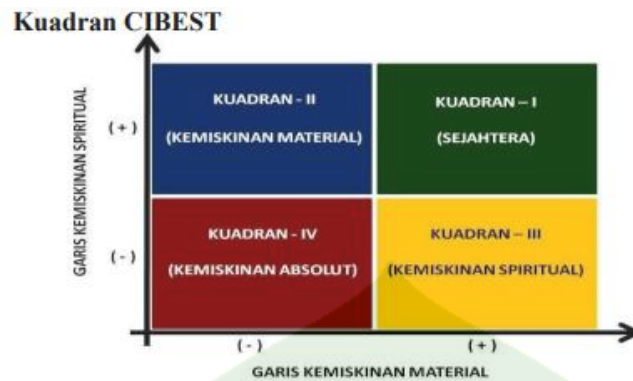 Kuadran CIBEST
GARIS KEMISKINAN SPIRITUAL
( + )
( - )
KUADRAN - II
(KEMISKINAN MATERIAL)
KUADRAN – I
(SEJAHTERA)
KUADRAN - IV
(KEMISKINAN ABSOLUT)
KUADRAN – III
(KEMISKINAN SPIRITUAL)
( - )
( + )
GARIS KEMISKINAN MATERIAL